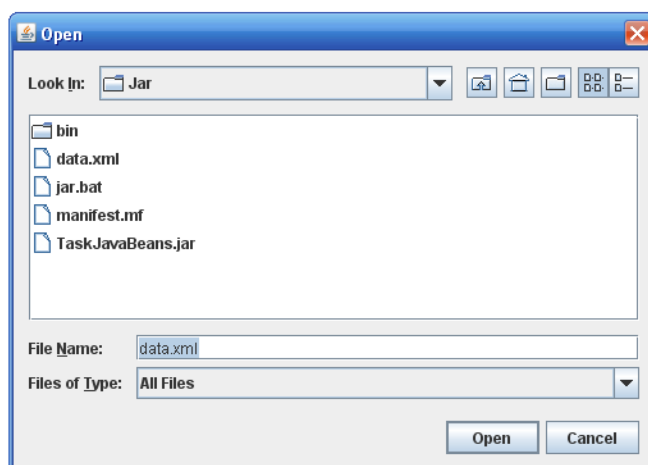 Open
Look In: Jar
bin
data.xml
jar.bat
manifest.mf
TaskJavaBeans.jar
File Name: data.xml
Files of Type: All Files
Open Cancel